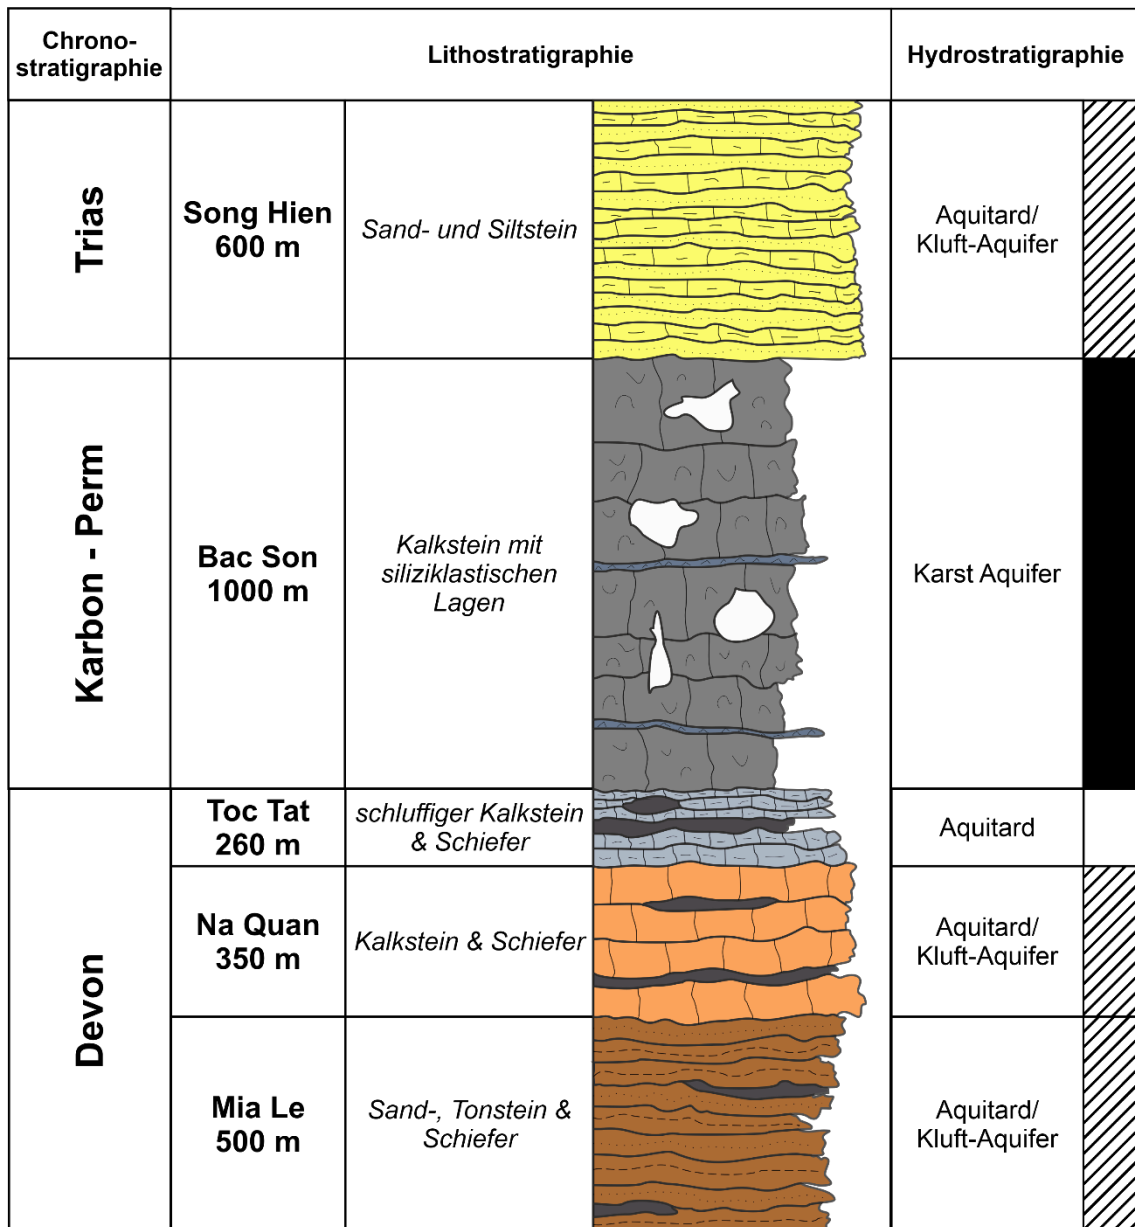 Chrono-
stratigraphie
Lithostratigraphie
Hydrostratigraphie
Trias
Song Hien
600 m
Sand- und Siltstein
Aquitard/
Kluft-Aquifer
Karbon - Perm
Bac Son
1000 m
Kalkstein mit
siliziklastischen
Lagen
Karst Aquifer
Devon
Toc Tat
260 m
schluffiger Kalkstein
& Schiefer
Aquitard
Na Quan
350 m
Kalkstein & Schiefer
Aquitard/
Kluft-Aquifer
Mia Le
500 m
Sand-, Tonstein &
Schiefer
Aquitard/
Kluft-Aquifer